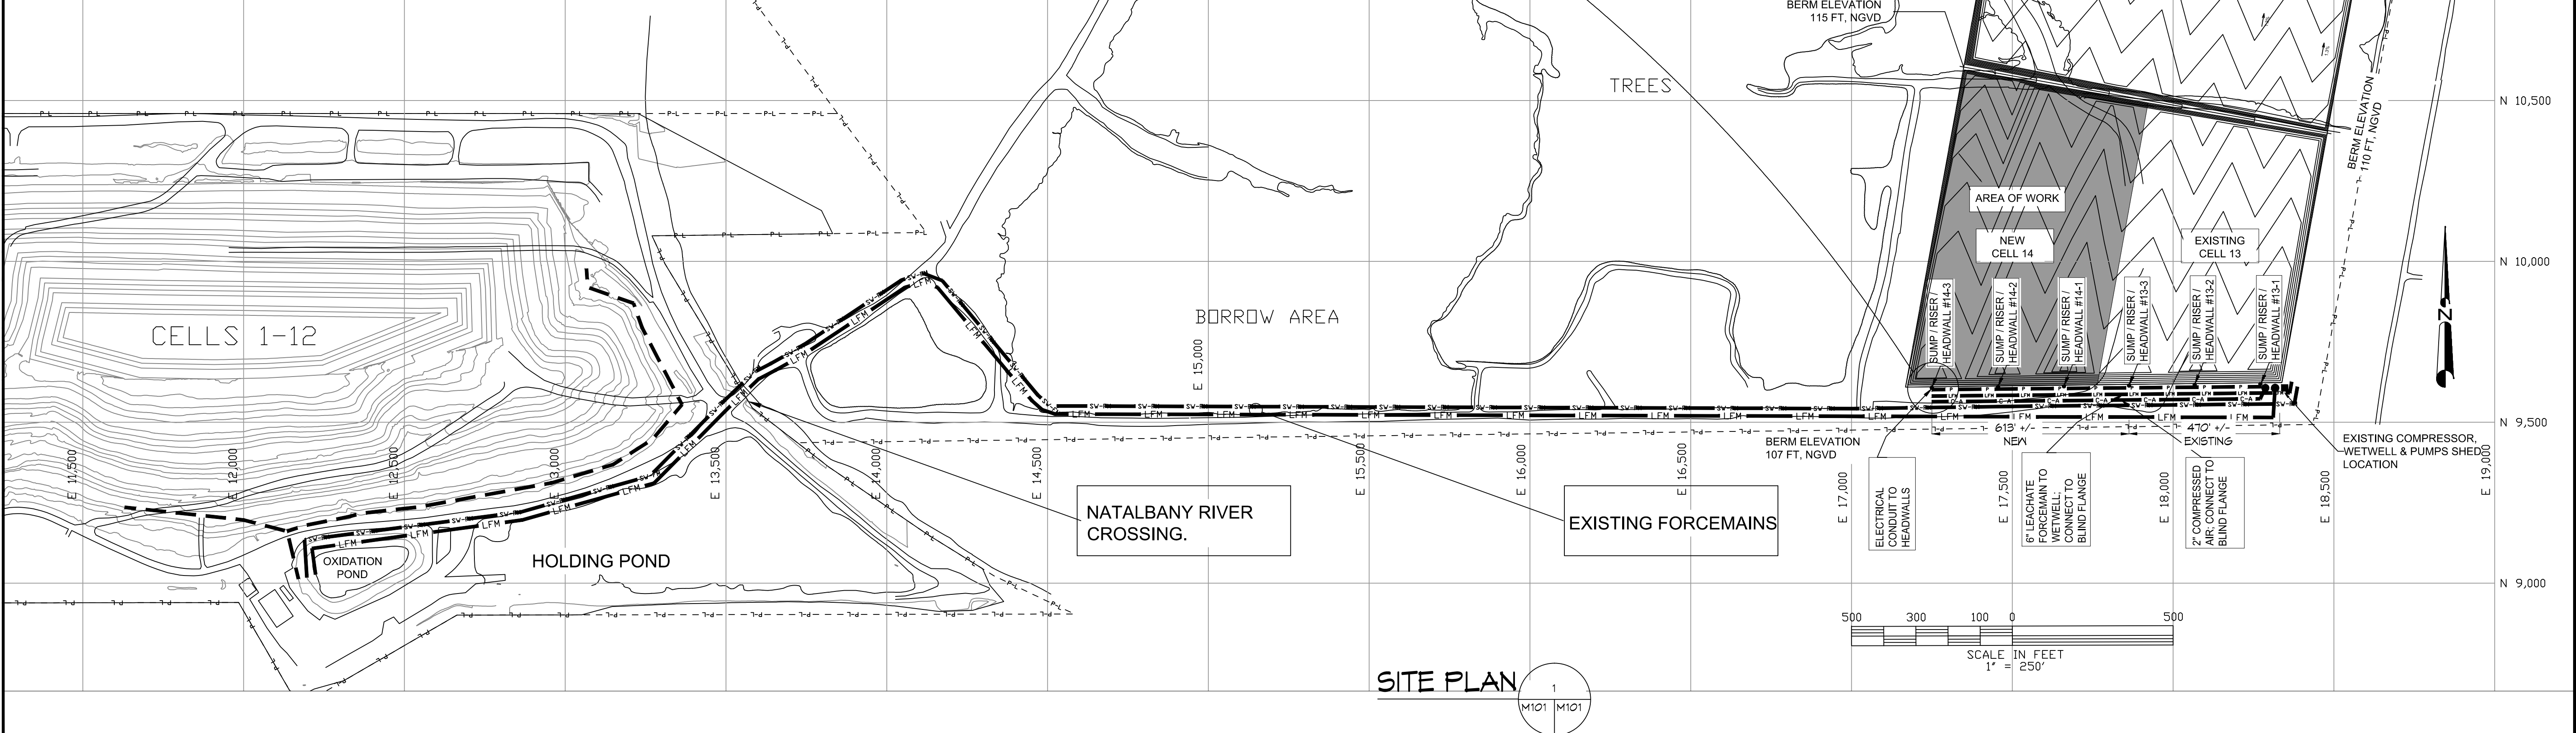 BERM ELEVATION
115 FT, NGVD
TREES
BERM ELEVATION
110 FT, NGVD
N 10,500
AREA OF WORK
NEW
CELL 14
EXISTING
CELL 13
N 10,000
SUMP / RISER /
HEADWALL #14-3
SUMP / RISER /
HEADWALL #14-2
SUMP / RISER /
HEADWALL #14-1
SUMP / RISER /
HEADWALL #13-3
SUMP / RISER /
HEADWALL #13-2
SUMP / RISER /
HEADWALL #13-1
N
CELLS 1-12
BORROW AREA
E 15,000
N 9,500
613' +/-
NEW
470' +/-
EXISTING
BERM ELEVATION
107 FT, NGVD
EXISTING COMPRESSOR,
WETWELL & PUMPS SHED
LOCATION
E 11,500
E 12,000
E 12,500
E 13,000
E 13,500
E 14,000
E 14,500
E 15,500
E 16,000
E 16,500
E 17,000
E 17,500
E 18,000
E 18,500
E 19,000
ELECTRICAL
CONDUIT TO
HEADWALLS
6" LEACHATE
FORCEMAIN TO
WETWELL;
CONNECT TO
BLIND FLANGE
2" COMPRESSED
AIR; CONNECT TO
BLIND FLANGE
NATALBANY RIVER
CROSSING.
EXISTING FORCEMAINS
OXIDATION
POND
HOLDING POND
N 9,000
500 300 100 0 500
SCALE IN FEET
1" = 250'
SITE PLAN
1
M101 M101